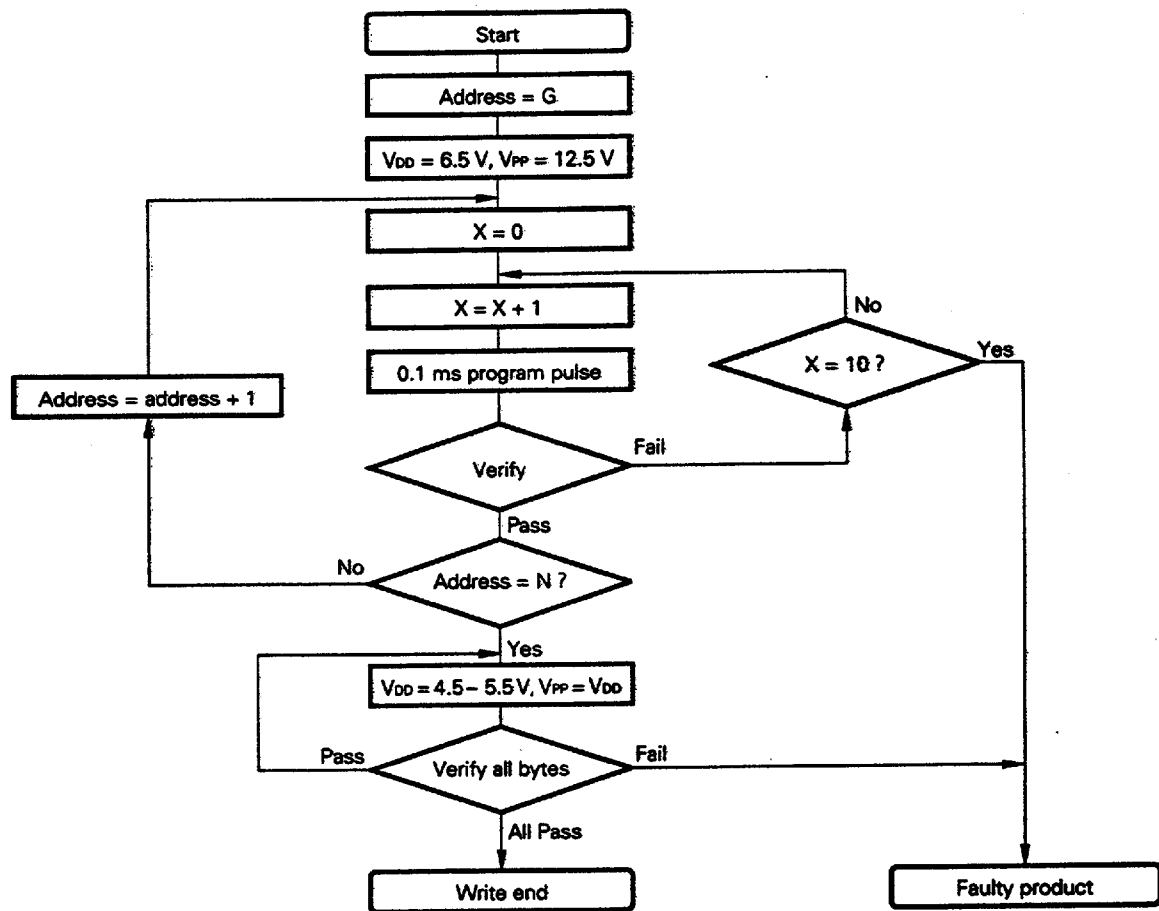 Start
Address = G
VDD = 6.5 V, VPP = 12.5 V
X = 0
X = X + 1
No
0.1 ms program pulse
X = 10 ?
Yes
Address = address + 1
Verify
Fail
Pass
No
Address = N ?
Yes
VDD = 4.5 – 5.5 V, VPP = VDD
Pass
Verify all bytes
Fail
All Pass
Write end
Faulty product